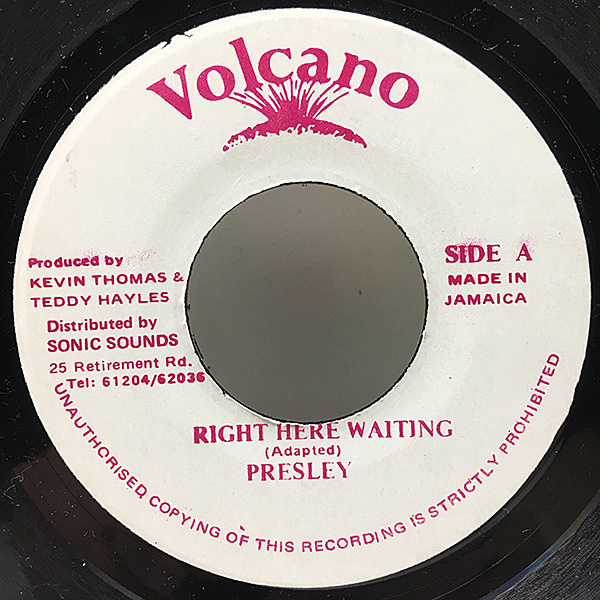 Volcano
Produced by
KEVIN THOMAS &
TEDDY HAYLES
Distributed by
SONIC SOUNDS
25 Retirement Rd.
Tel: 61204/62036
SIDE A
MADE IN
JAMAICA
RIGHT HERE WAITING
(Adapted)
PRESLEY
UNAUTHORISED COPYING OF THIS RECORDING IS STRICTLY PROHIBITED